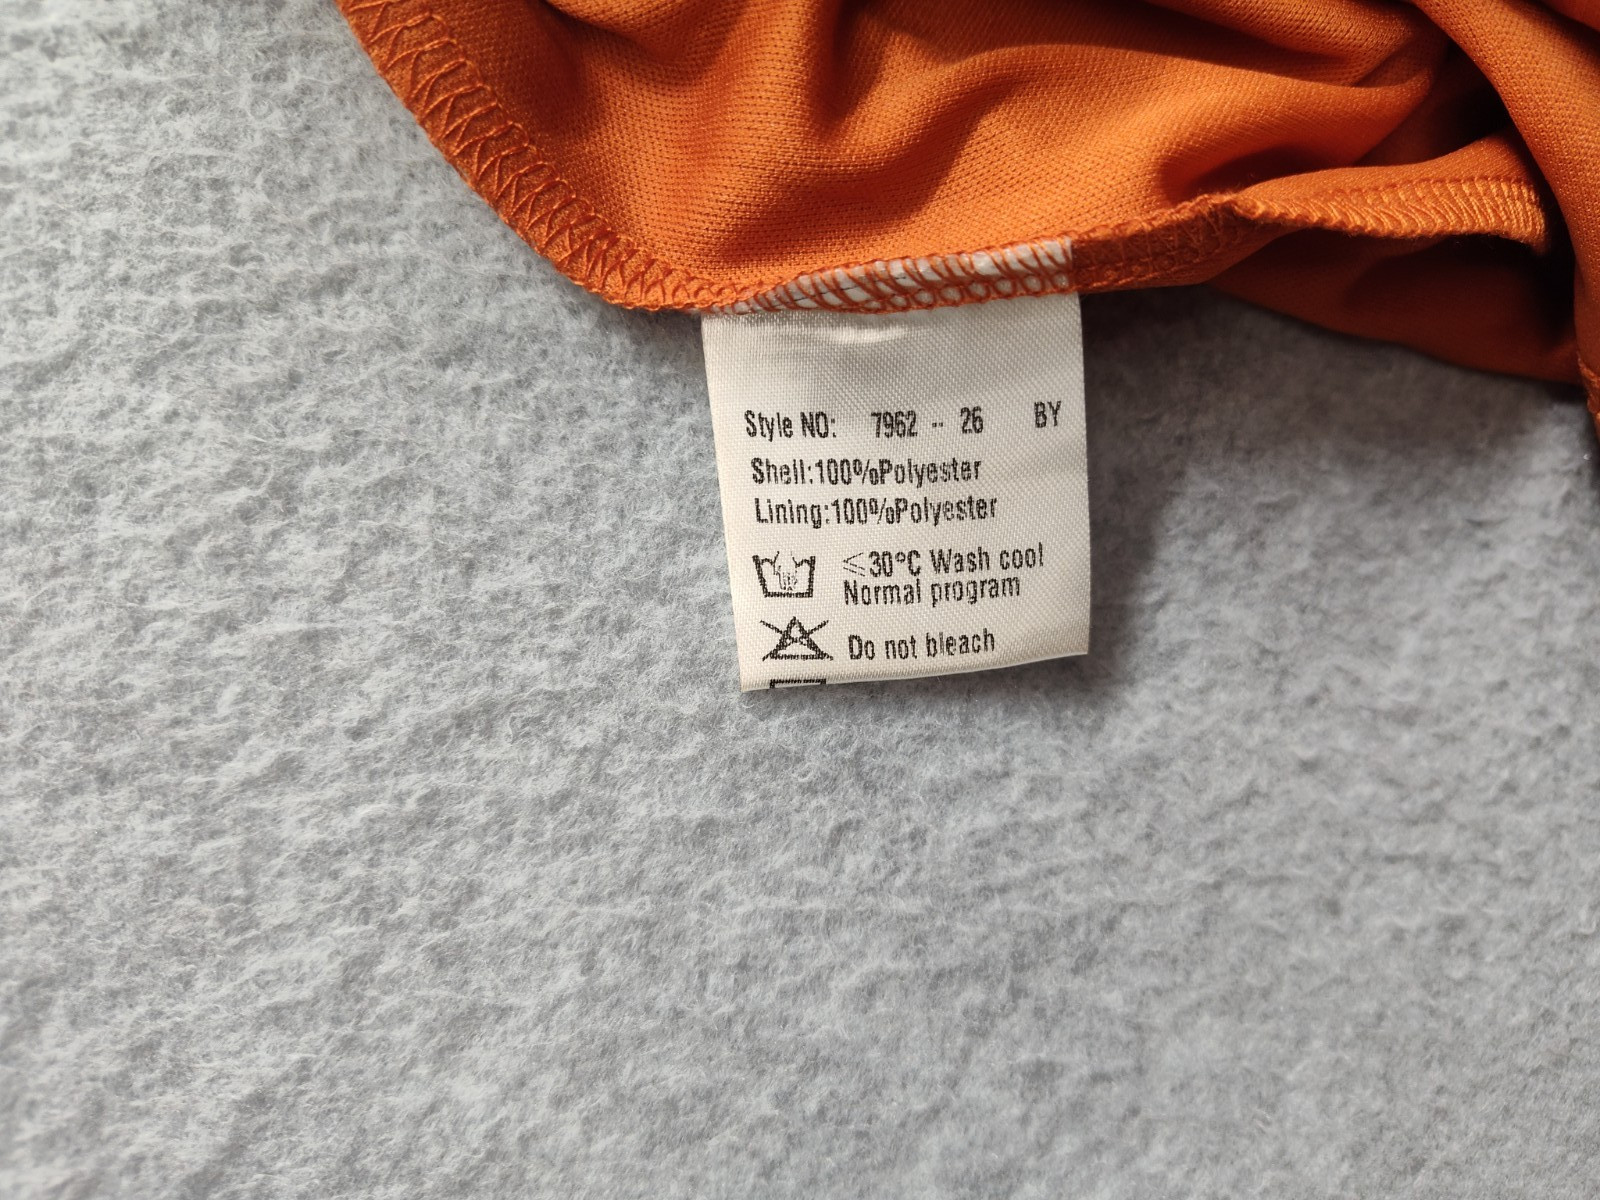 Style NO: 7962 -- 26 BY
Shell:100%Polyester
Lining:100%Polyester
≤30°C Wash cool
Normal program
Do not bleach